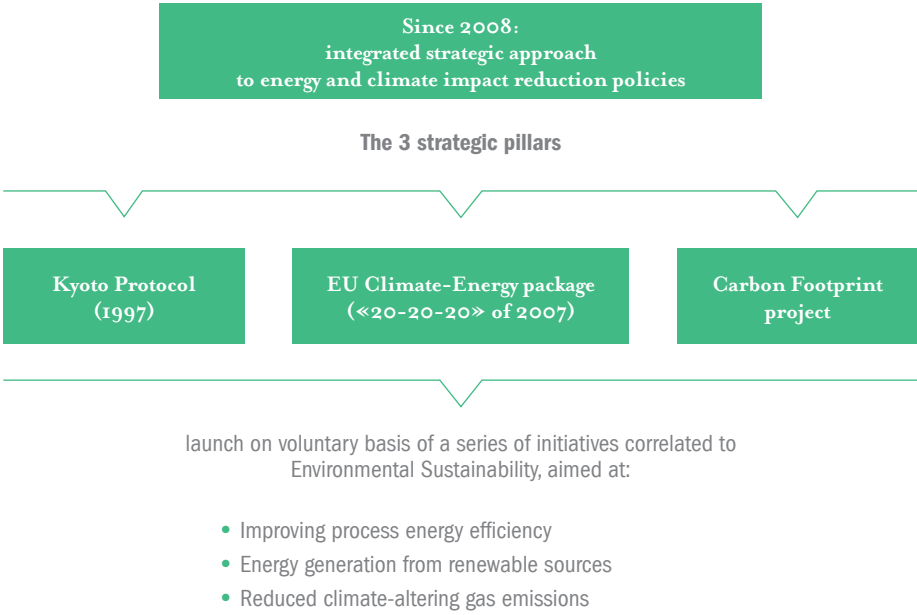 Since 2008:
integrated strategic approach
to energy and climate impact reduction policies
The 3 strategic pillars
Kyoto Protocol
(1997)
EU Climate-Energy package
(«20-20-20» of 2007)
Carbon Footprint
project
launch on voluntary basis of a series of initiatives correlated to
Environmental Sustainability, aimed at:
• Improving process energy efficiency
• Energy generation from renewable sources
• Reduced climate-altering gas emissions